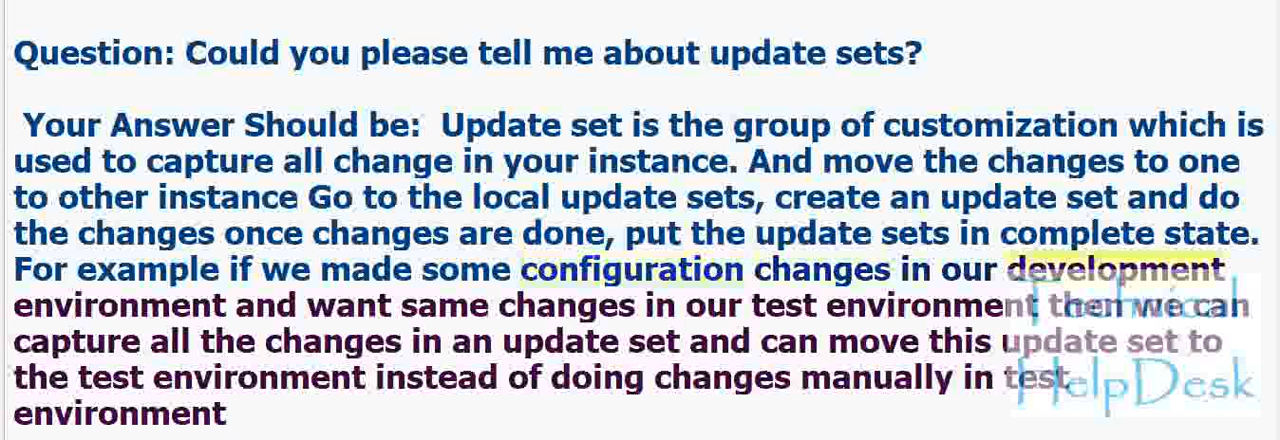 Question: Could you please tell me about update sets?
Your Answer Should be: Update set is the group of customization which is
used to capture all change in your instance. And move the changes to one
to other instance Go to the local update sets, create an update set and do
the changes once changes are done, put the update sets in complete state.
For example if we made some configuration changes in our development
environment and want same changes in our test environment then we can
capture all the changes in an update set and can move this update set to
the test environment instead of doing changes manually in test
environment
Technical
HelpDesk